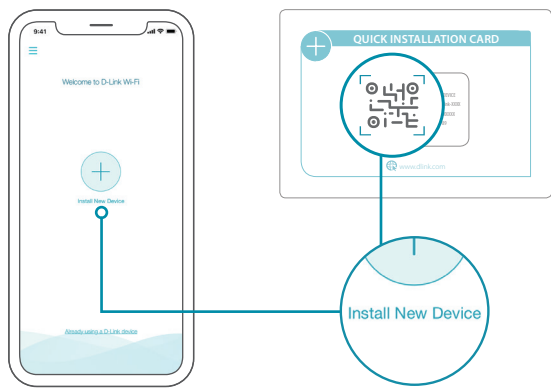 9:41
Welcome to D-Link Wi-Fi
Install New Device
Already using a D-Link device
QUICK INSTALLATION CARD
www.dlink.com
Install New Device